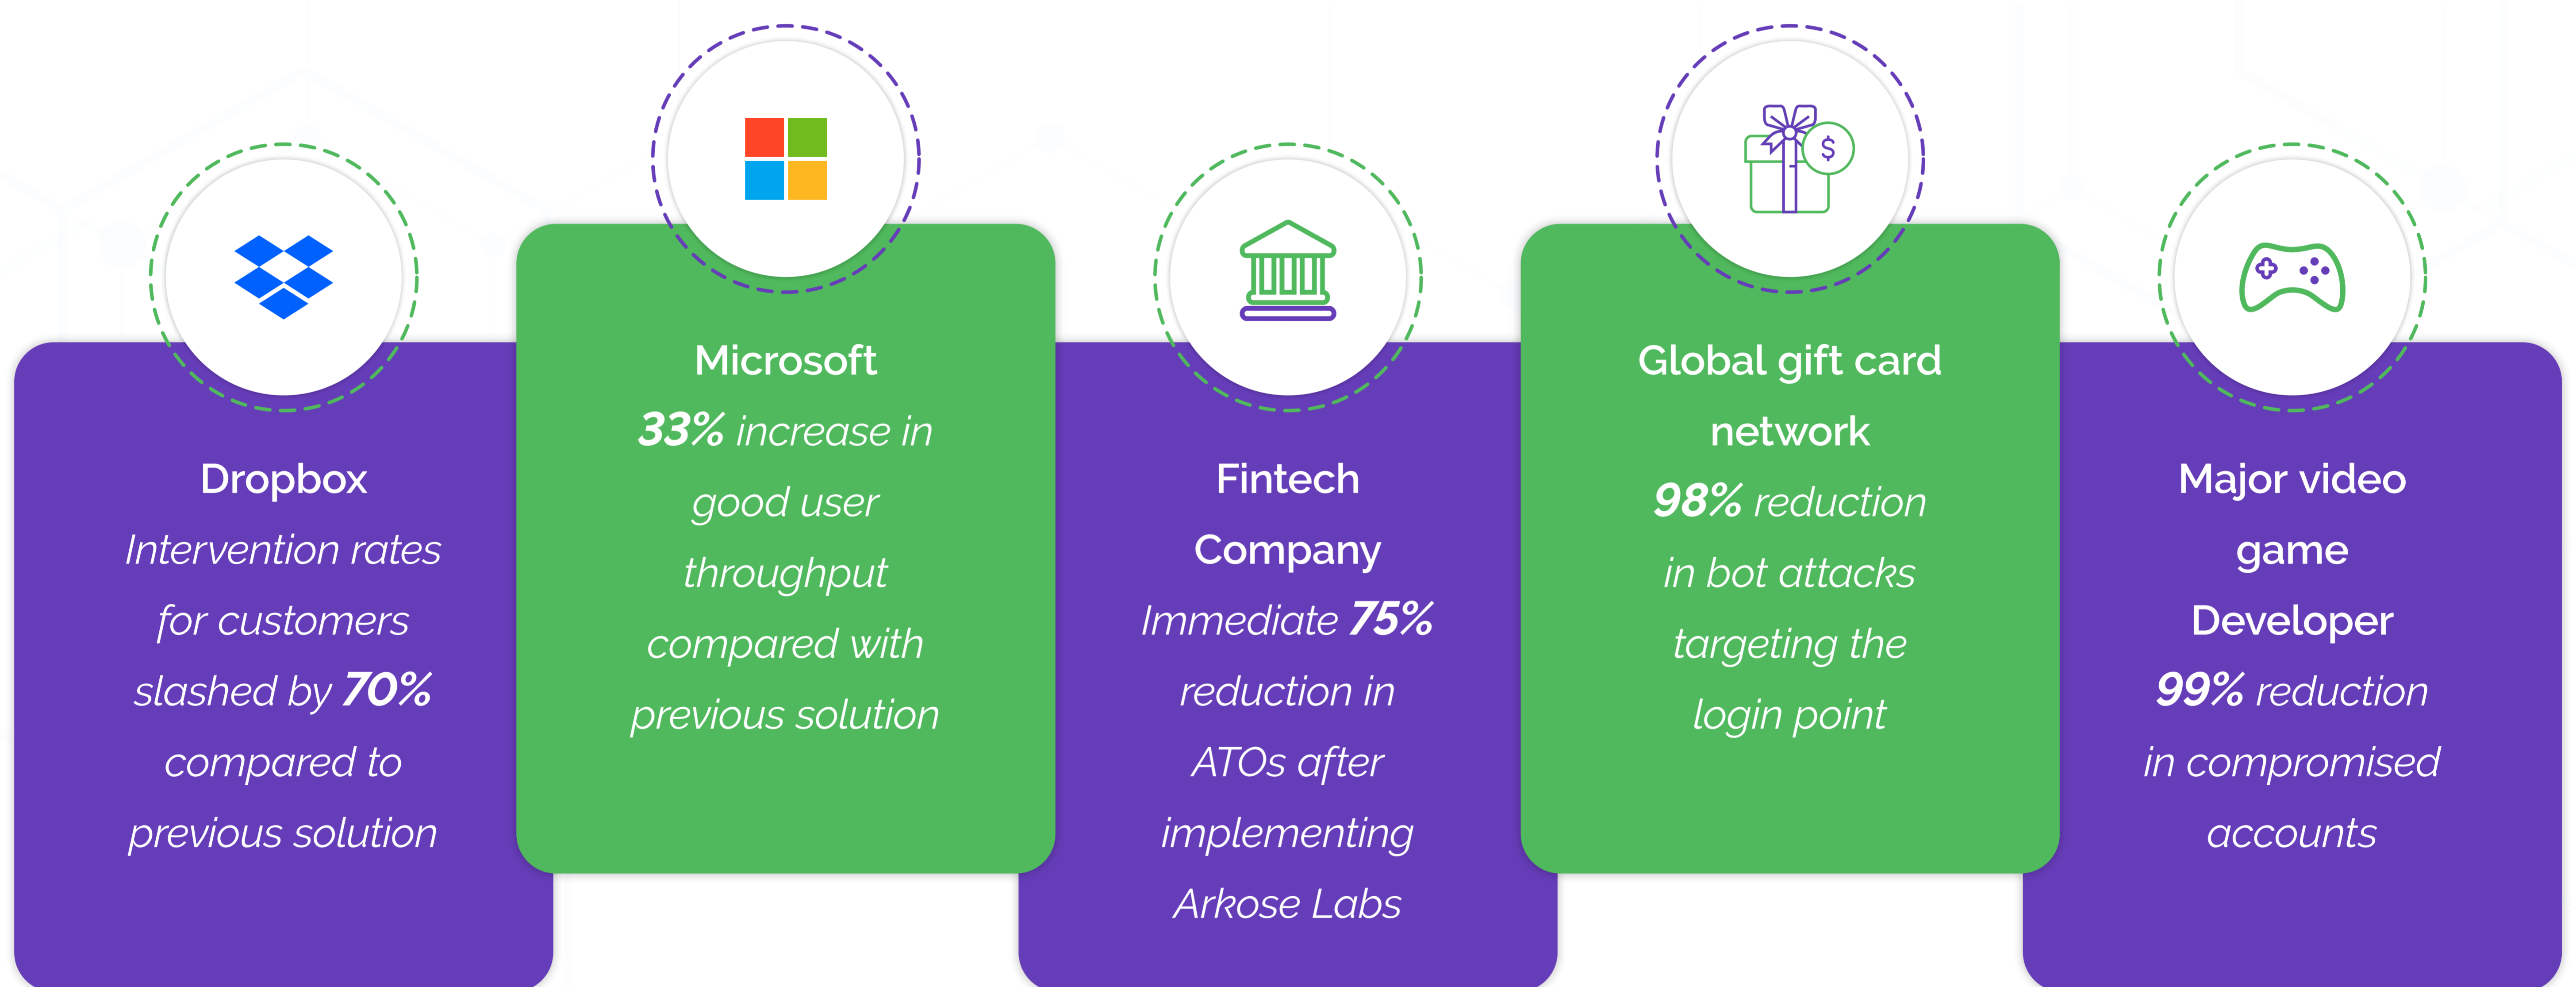 Dropbox
Intervention rates
for customers
slashed by 70%
compared to
previous solution
Microsoft
33% increase in
good user
throughput
compared with
previous solution
Fintech
Company
Immediate 75%
reduction in
ATOs after
implementing
Arkose Labs
Global gift card
network
98% reduction
in bot attacks
targeting the
login point
$
Major video
game
Developer
99% reduction
in compromised
accounts